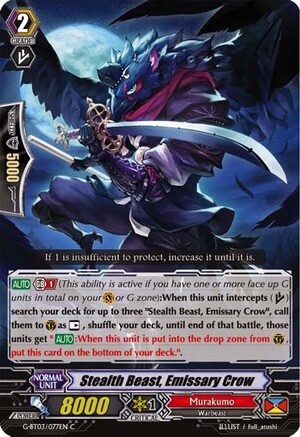 2
GRADE
5000
If 1 is insufficient to protect, increase it until it is.
AUTO GB 1 (This ability is active if you have one or more face up G
units in total on your or G zone):When this unit intercepts ( )
search your deck for up to three "Stealth Beast, Emissary Crow", call
them to as , shuffle your deck, until end of that battle, those
units get "AUTO:When this unit is put into the drop zone from
, put this card on the bottom of your deck.".
NORMAL
UNIT
Stealth Beast, Emissary Crow
POWER
8000
1
CRITICAL
Murakumo
Warbeast
G-BT03/077EN C
ILLUST / full_atushi